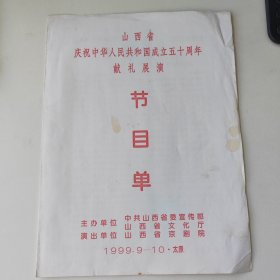 山西省
庆祝中华人民共和国成立五十周年
献礼展演
节
目
单
主办单位 中共山西省委宣传部
山西省文化厅
演出单位 山西省京剧院
1999-9-10·太原